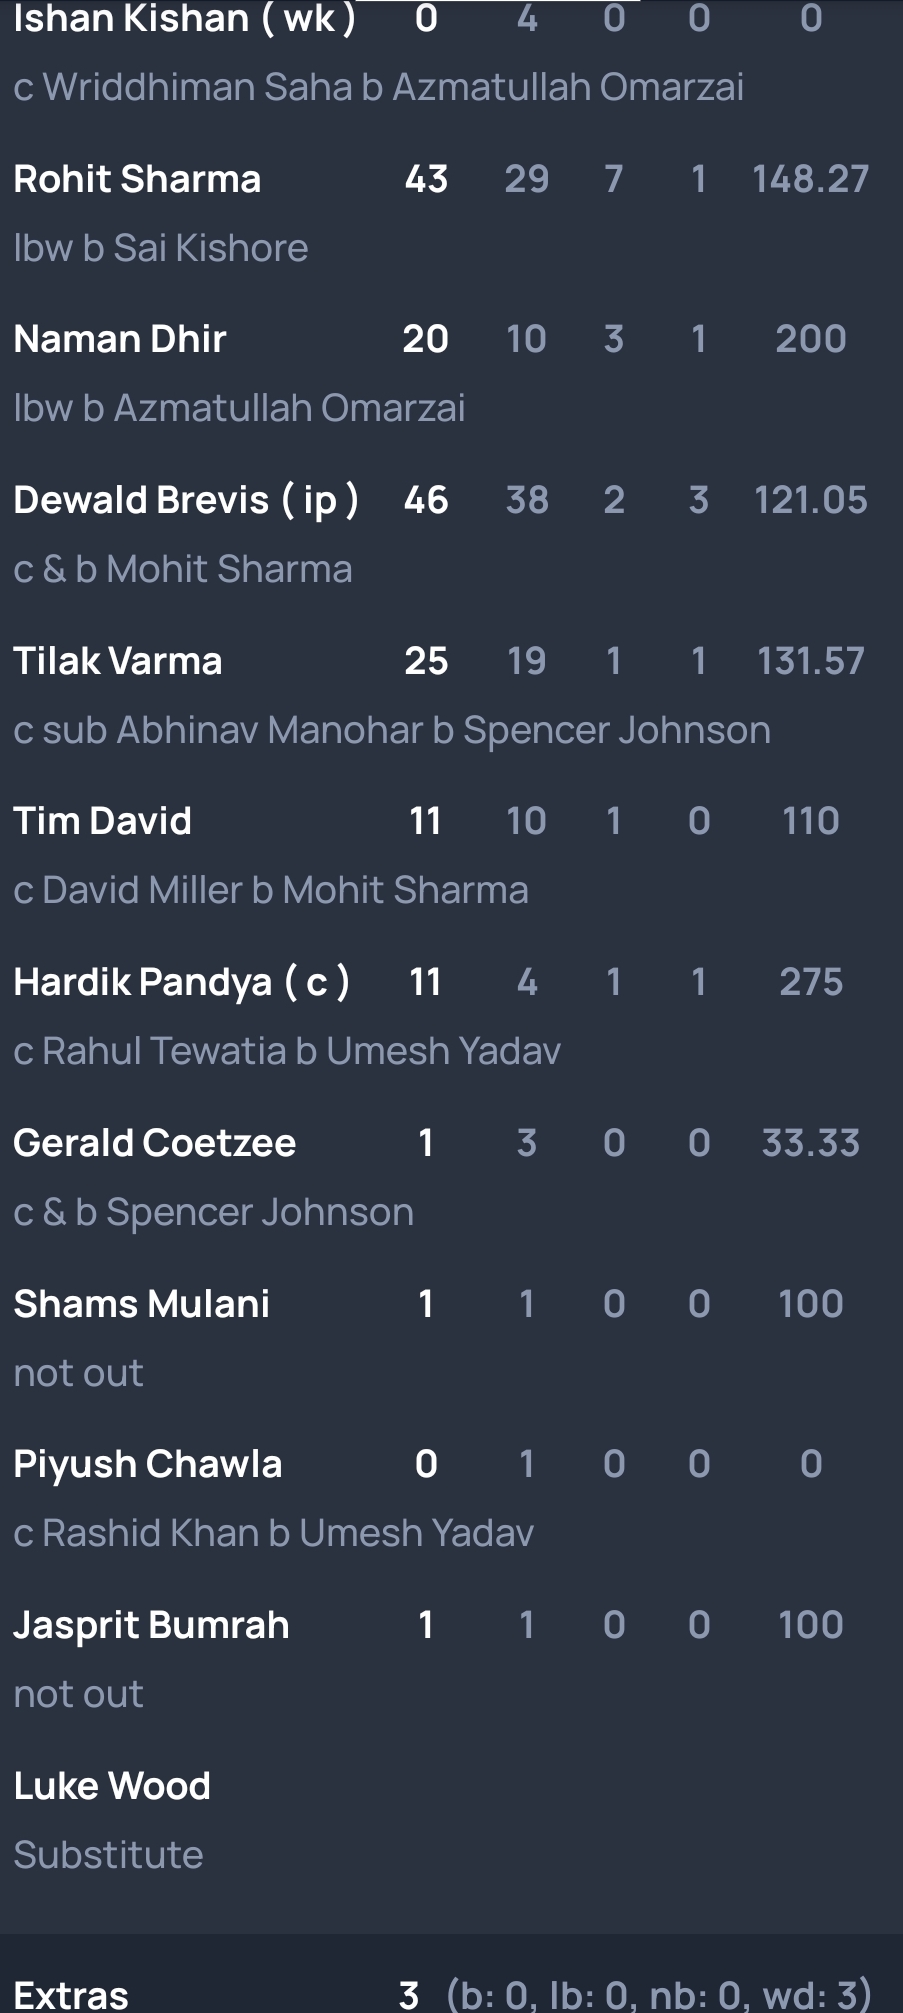 Ishan Kishan ( wk ) 0 4 0 0 0
c Wriddhiman Saha b Azmatullah Omarzai
Rohit Sharma 43 29 7 1 148.27
lbw b Sai Kishore
Naman Dhir 20 10 3 1 200
lbw b Azmatullah Omarzai
Dewald Brevis ( ip ) 46 38 2 3 121.05
c & b Mohit Sharma
Tilak Varma 25 19 1 1 131.57
c sub Abhinav Manohar b Spencer Johnson
Tim David 11 10 1 0 110
c David Miller b Mohit Sharma
Hardik Pandya ( c ) 11 4 1 1 275
c Rahul Tewatia b Umesh Yadav
Gerald Coetzee 1 3 0 0 33.33
c & b Spencer Johnson
Shams Mulani 1 1 0 0 100
not out
Piyush Chawla 0 1 0 0 0
c Rashid Khan b Umesh Yadav
Jasprit Bumrah 1 1 0 0 100
not out
Luke Wood
Substitute
Extras 3 (b: 0, lb: 0, nb: 0, wd: 3)